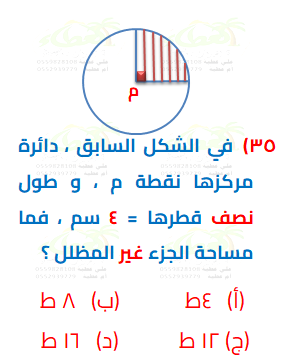 م
٣٥) في الشكل السابق ، دائرة
مركزها نقطة م ، و طول
نصف قطرها = ٤ سم ، فما
مساحة الجزء غير المظلل ؟
(أ) ٤ط (ب) ٨ ط
(ج) ١٢ ط (د) ١٦ ط